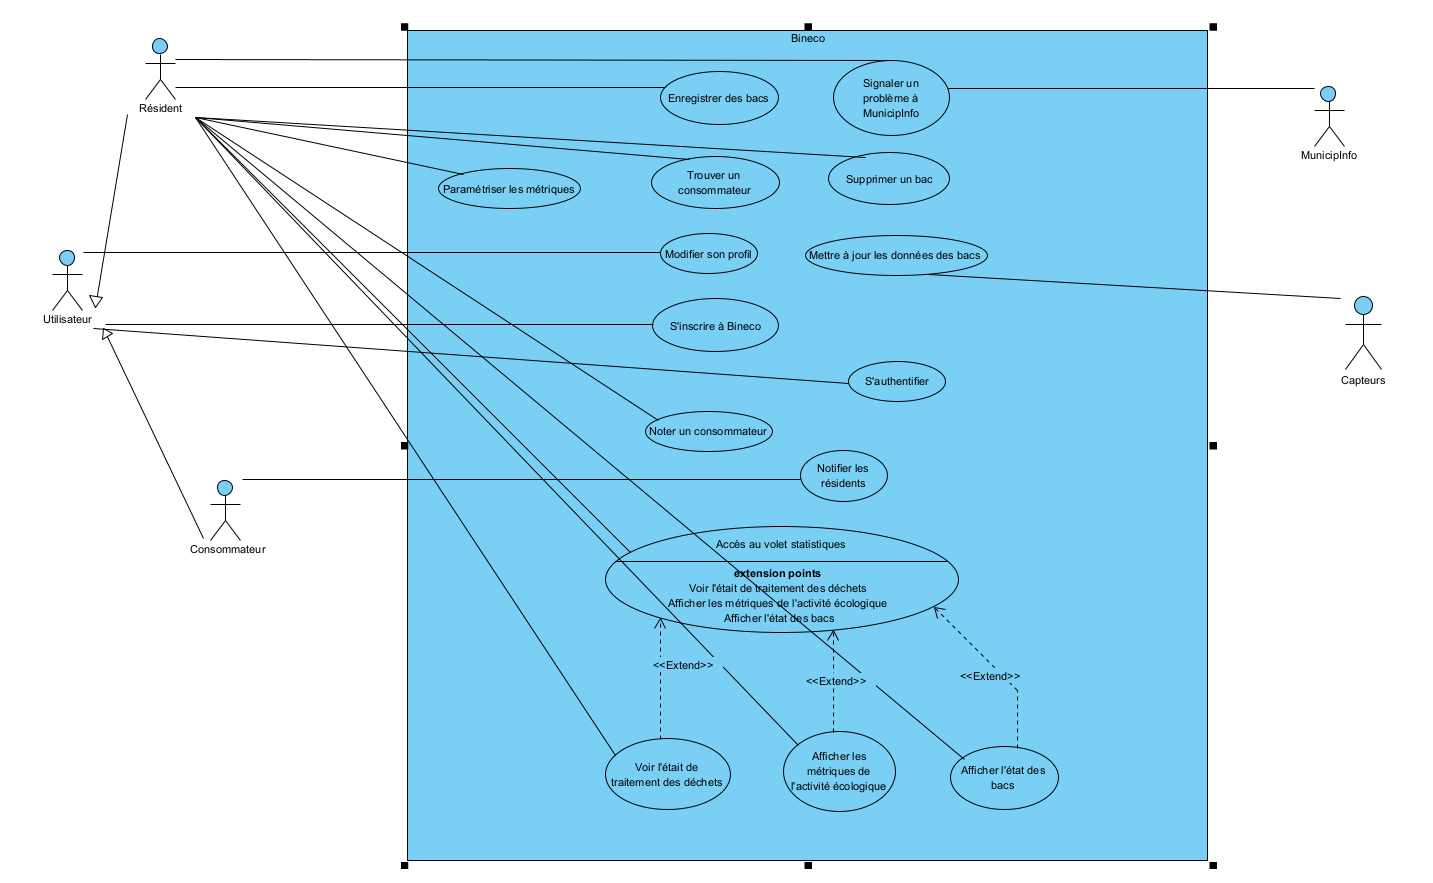 Bineco
Résident
Enregistrer des bacs
Signaler un
problème à
MunicipInfo
MunicipInfo
Paramétriser les métriques
Trouver un
consommateur
Supprimer un bac
Utilisateur
Modifier son profil
Mettre à jour les données des bacs
S'inscrire à Bineco
Capteurs
S'authentifier
Noter un consommateur
Notifier les
résidents
Consommateur
Accès au volet statistiques
extension points
Voir l'était de traitement des déchets
Afficher les métriques de l'activité écologique
Afficher l'état des bacs
<<Extend>>
<<Extend>>
<<Extend>>
Voir l'était de
traitement des déchets
Afficher les
métriques de
l'activité écologique
Afficher l'état des
bacs